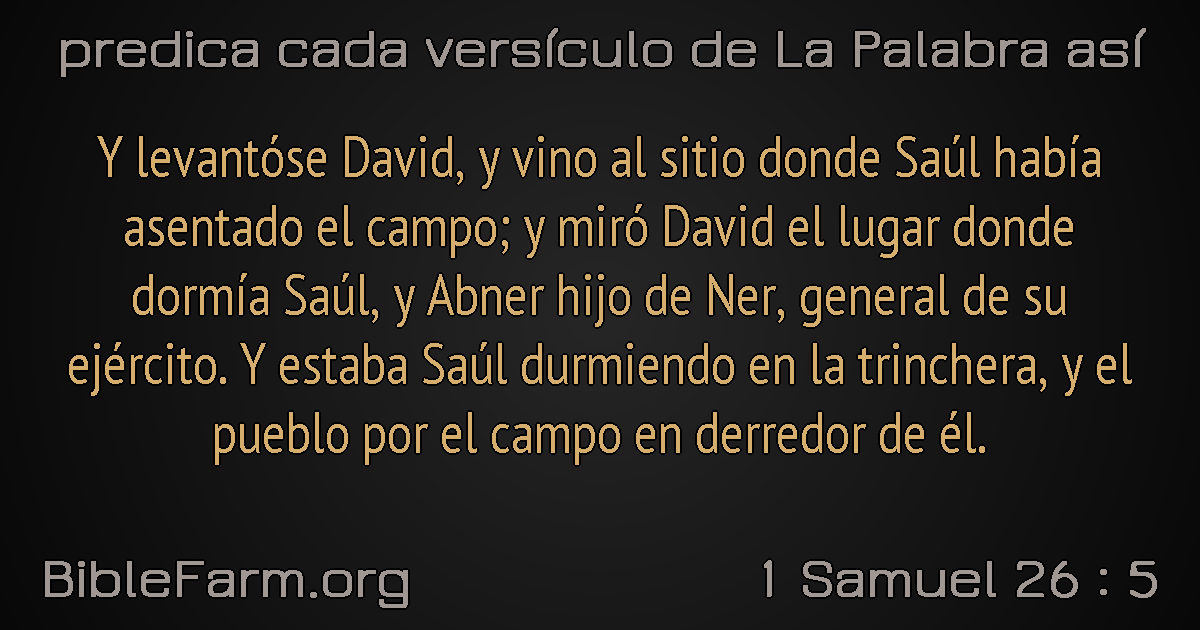 predica cada versículo de La Palabra así
Y levantóse David, y vino al sitio donde Saúl había
asentado el campo; y miró David el lugar donde
dormía Saúl, y Abner hijo de Ner, general de su
ejército. Y estaba Saúl durmiendo en la trinchera, y el
pueblo por el campo en derredor de él.
BibleFarm.org
1 Samuel 26 : 5